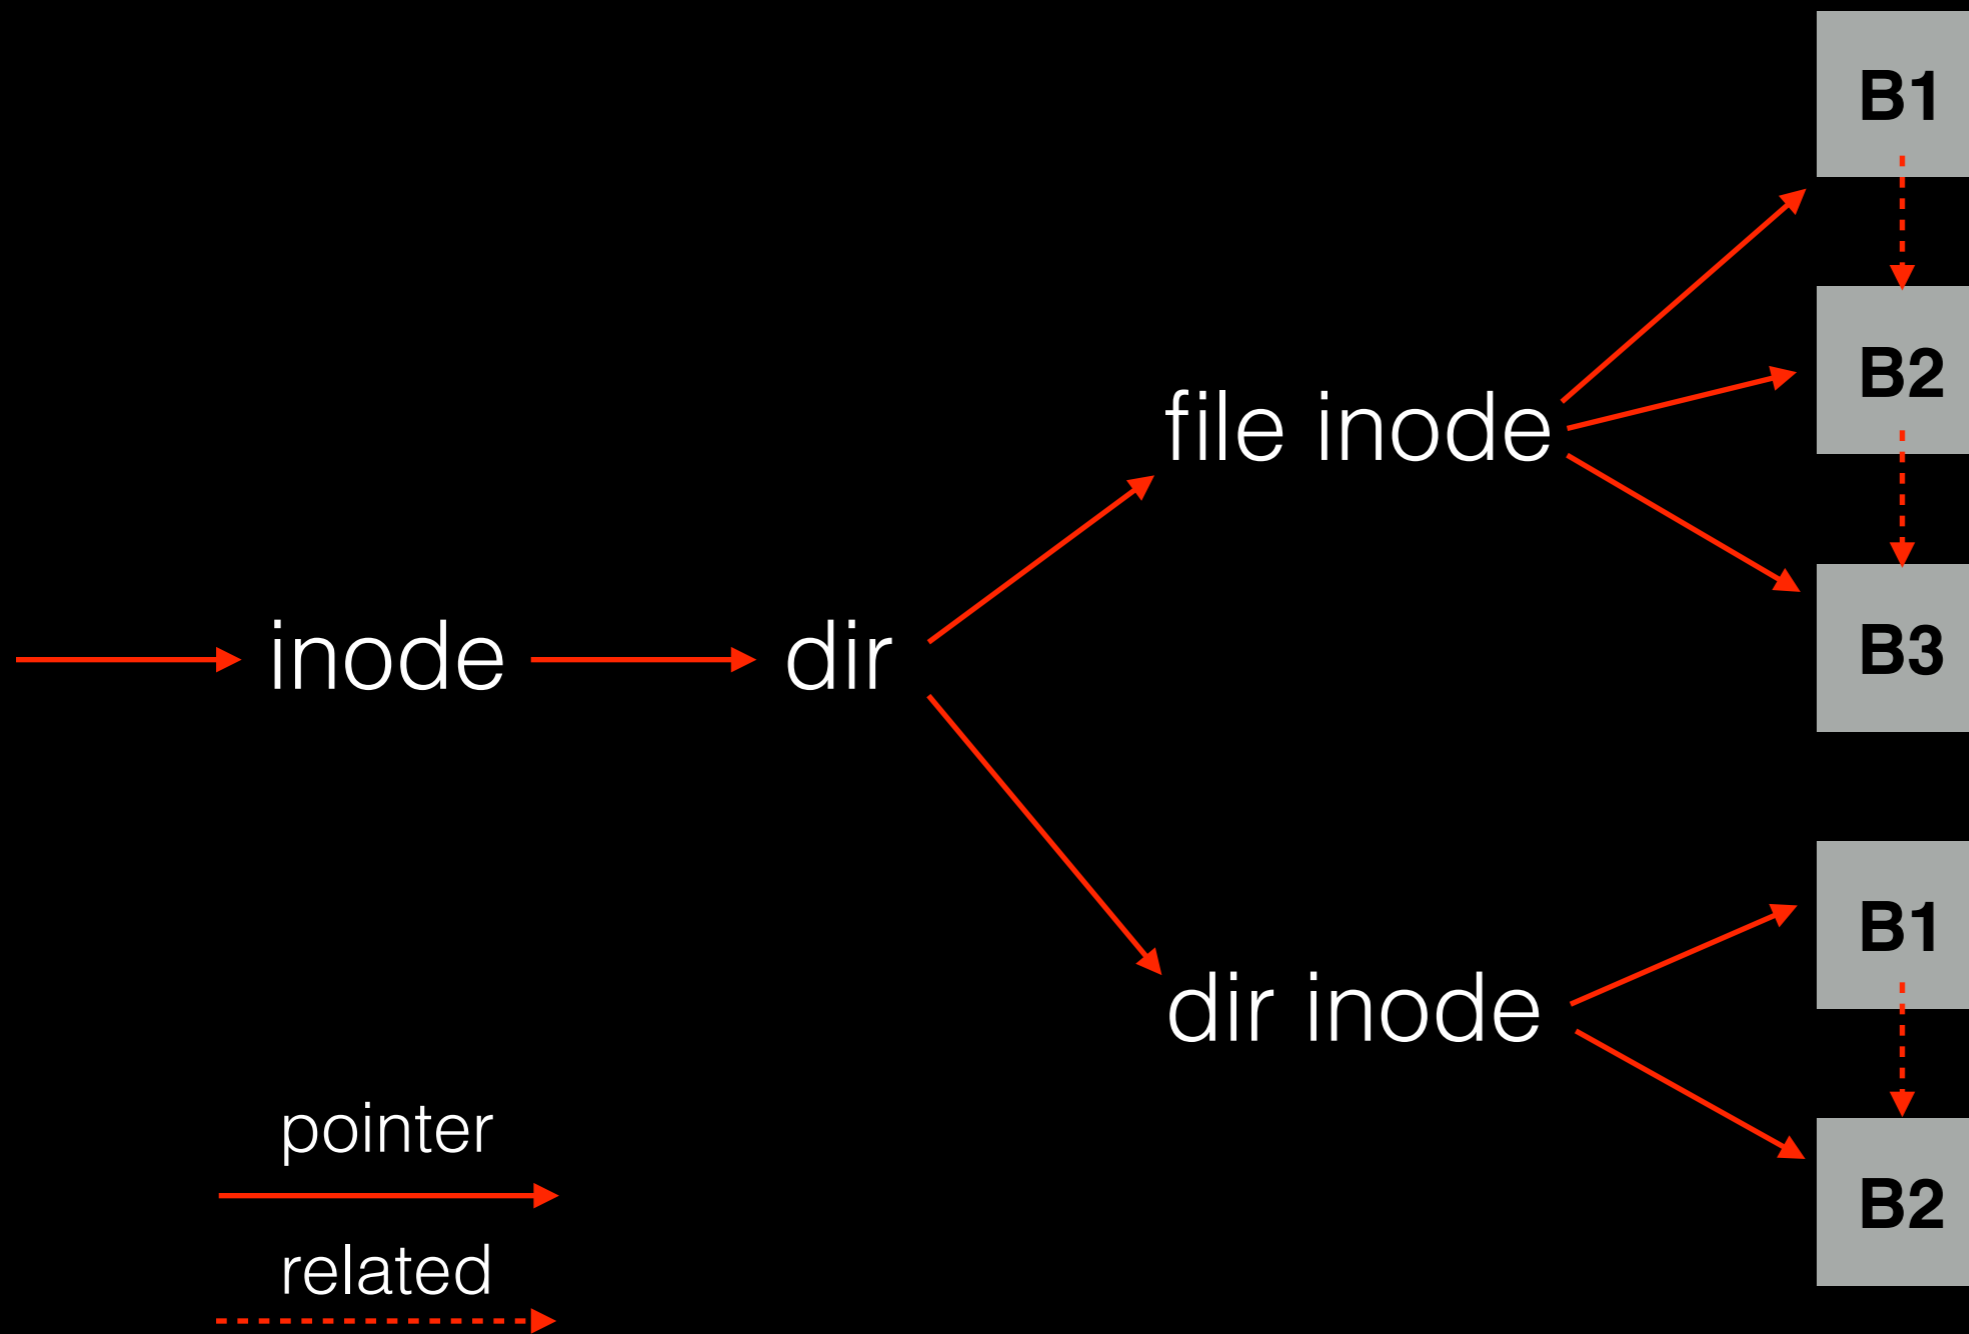 B1
B2
file inode
inode
dir
B3
B1
dir inode
pointer
B2
related